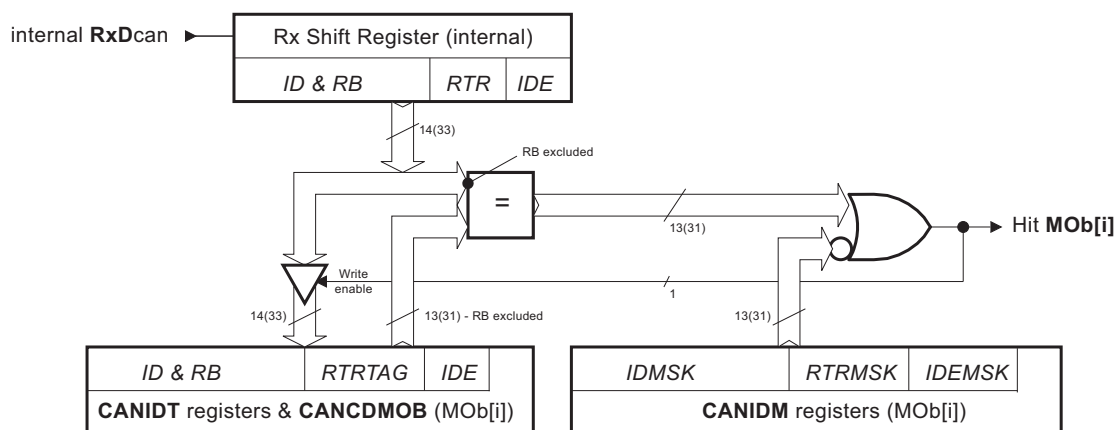 internal RxDcan
Rx Shift Register (internal)
ID & RB RTR IDE
14(33)
RB excluded
=
13(31)
Hit MOb[i]
Write
enable
1
14(33)
13(31) - RB excluded
13(31)
ID & RB RTRTAG IDE
CANIDT registers & CANCDMOB (MOb[i])
IDMSK RTRMSK IDEMSK
CANIDM registers (MOb[i])